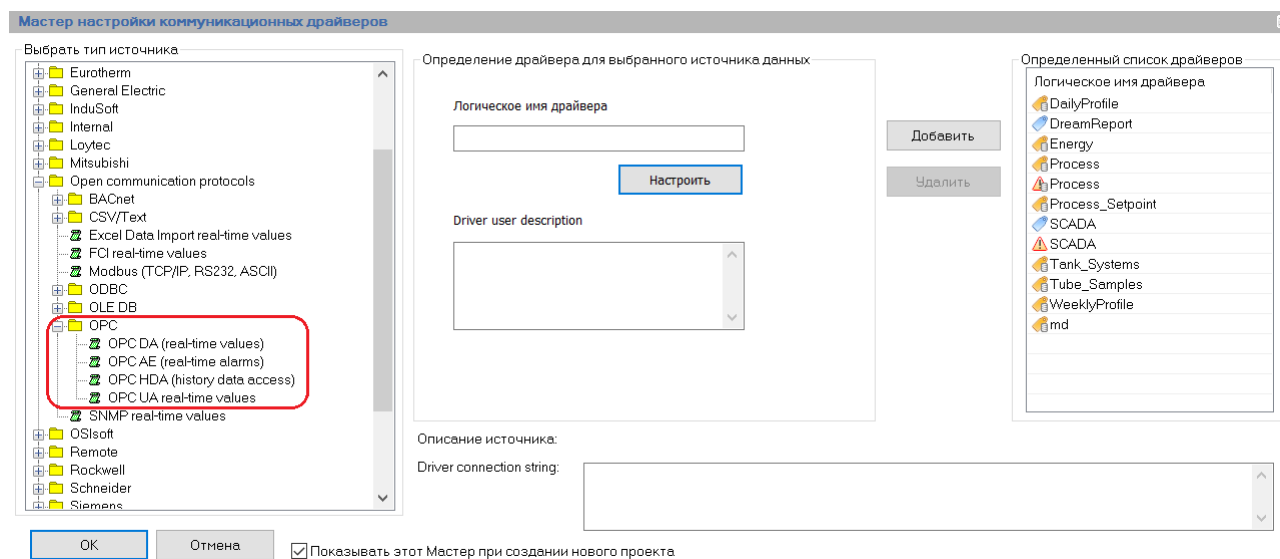 Мастер настройки коммуникационных драйверов
Выбрать тип источника
Eurotherm
General Electric
InduSoft
Internal
Loytec
Mitsubishi
Open communication protocols
BACnet
CSV/Text
Excel Data Import real-time values
FCI real-time values
Modbus (TCP/IP, RS232, ASCII)
ODBC
OLE DB
OPC
OPC DA (real-time values)
OPC AE (real-time alarms)
OPC HDA (history data access)
OPC UA real-time values
SNMP real-time values
OSIsoft
Remote
Rockwell
Schneider
Siemens
Определение драйвера для выбранного источника данных
Логическое имя драйвера
Настроить
Driver user description
Добавить
Удалить
Определенный список драйверов
Логическое имя драйвера
DailyProfile
DreamReport
Energy
Process
Process
Process_Setpoint
SCADA
SCADA
Tank_Systems
Tube_Samples
WeeklyProfile
md
Описание источника:
Driver connection string:
OK
Отмена
Показывать этот Мастер при создании нового проекта